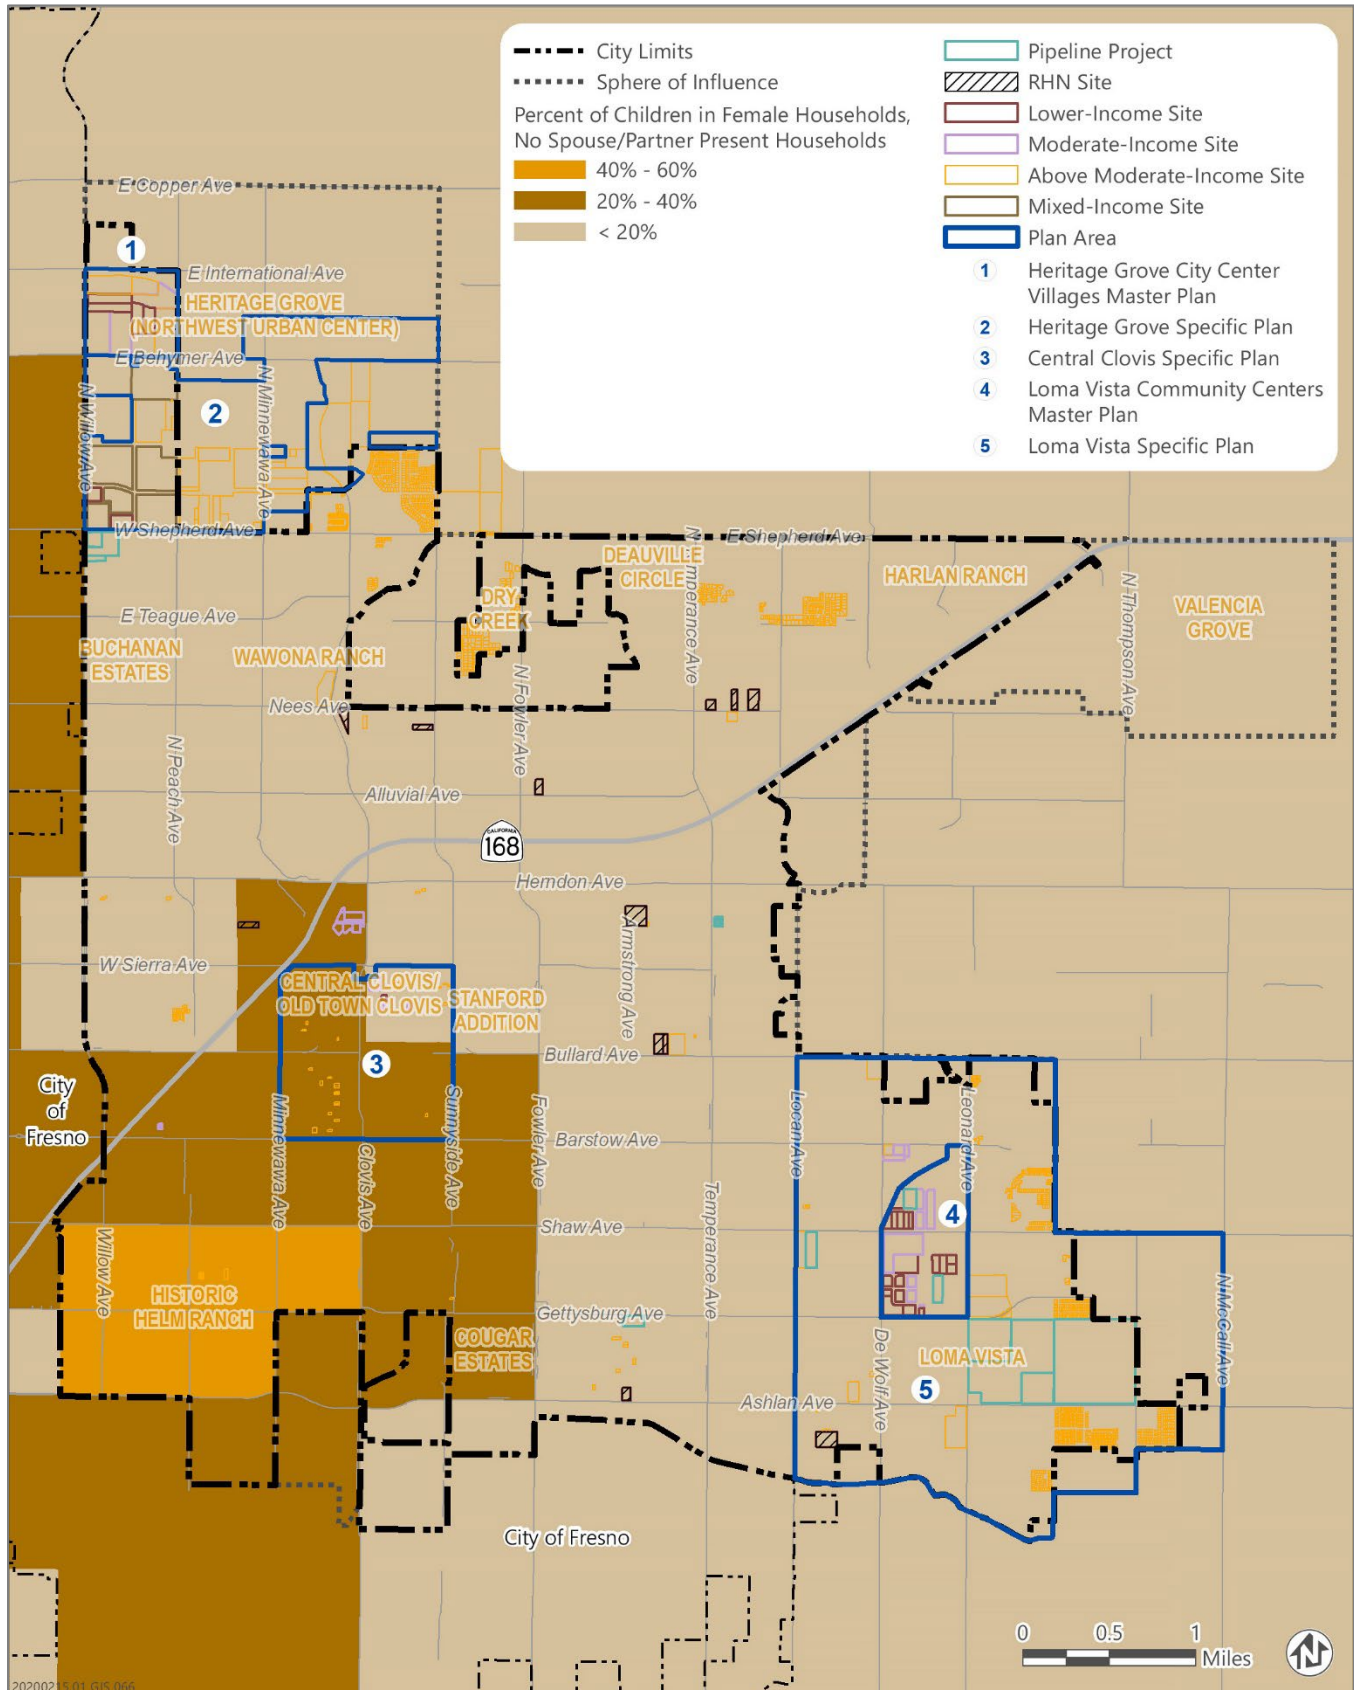 City Limits
Sphere of Influence
Percent of Children in Female Households,
No Spouse/Partner Present Households
40% - 60%
20% - 40%
< 20%
Pipeline Project
RHN Site
Lower-Income Site
Moderate-Income Site
Above Moderate-Income Site
Mixed-Income Site
Plan Area
1 Heritage Grove City Center
Villages Master Plan
2 Heritage Grove Specific Plan
3 Central Clovis Specific Plan
4 Loma Vista Community Centers
Master Plan
5 Loma Vista Specific Plan
E Copper Ave
1
E International Ave
HERITAGE GROVE
(NORTHWEST URBAN CENTER)
E Behymer Ave
N Willow Ave
2
N Minnewawa Ave
W Shepherd Ave
E Shepherd Ave
DEAUVILLE
CIRCLE
N Temperance Ave
HARLAN RANCH
N Thompson Ave
VALENCIA
GROVE
DRY
CREEK
E Teague Ave
BUCHANAN
ESTATES
WAWONA RANCH
Nees Ave
N Fowler Ave
N Peach Ave
Alluvial Ave
CALIFORNIA
168
Herndon Ave
Armstrong Ave
W Sierra Ave
CENTRAL CLOVIS/
OLD TOWN CLOVIS
STANFORD
ADDITION
Bullard Ave
3
City
of
Fresno
Minnewawa Ave
Clovis Ave
Sunnyside Ave
Fowler Ave
Barstow Ave
Locan Ave
Leonard Ave
Shaw Ave
Temperance Ave
4
Willow Ave
HISTORIC
HELM RANCH
Gettysburg Ave
COUGAR
ESTATES
De Wolf Ave
LOMA VISTA
5
N McCall Ave
Ashlan Ave
City of Fresno
0 0.5 1
Miles
N
20200215.01 GIS 066